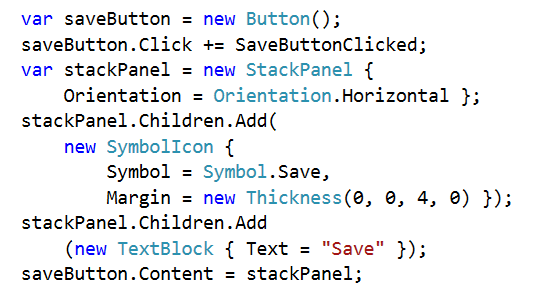 var saveButton = new Button();
saveButton.Click += SaveButtonClicked;
var stackPanel = new StackPanel {
    Orientation = Orientation.Horizontal };
stackPanel.Children.Add(
    new SymbolIcon {
        Symbol = Symbol.Save,
        Margin = new Thickness(0, 0, 4, 0) });
stackPanel.Children.Add
    (new TextBlock { Text = "Save" });
saveButton.Content = stackPanel;